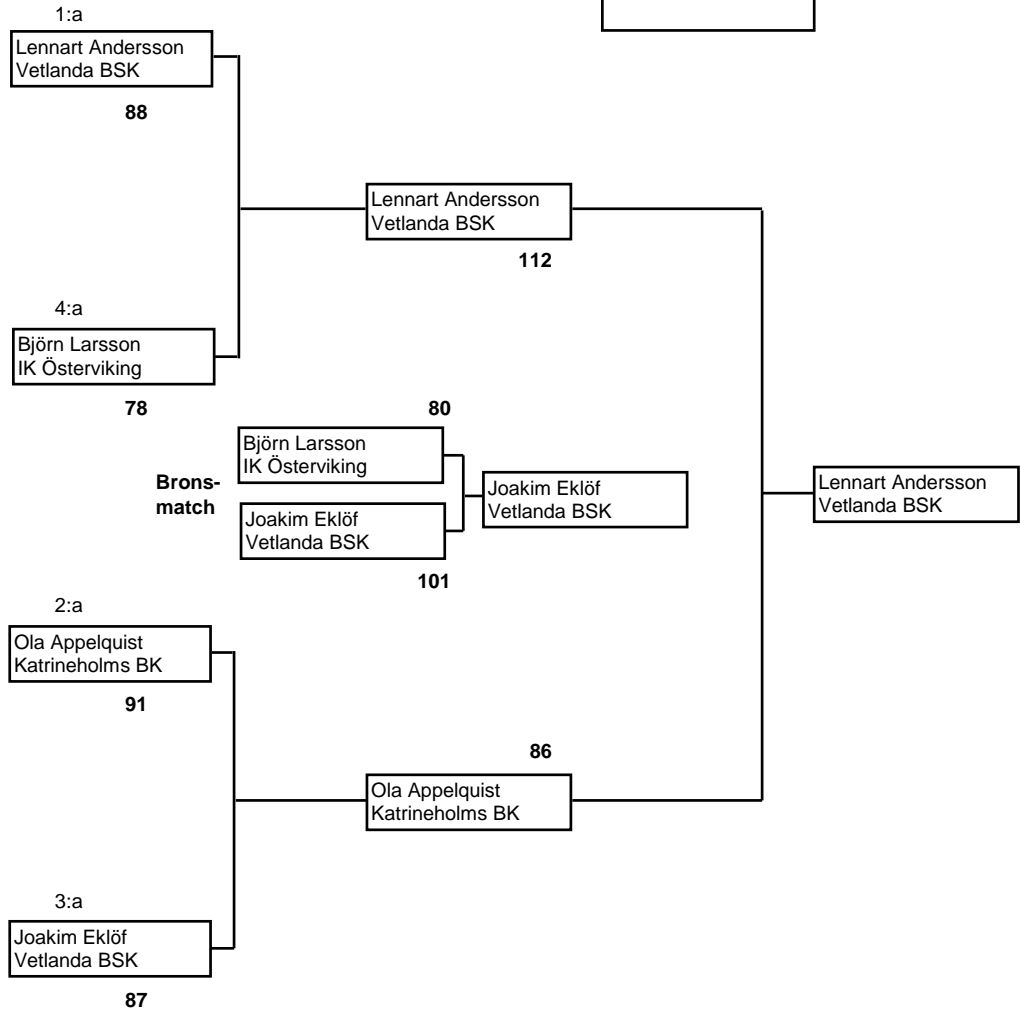 1:a
Lennart Andersson
Vetlanda BSK
88
Lennart Andersson
Vetlanda BSK
112
4:a
Björn Larsson
IK Österviking
78
80
Björn Larsson
IK Österviking
Brons-
match
Joakim Eklöf
Vetlanda BSK
Joakim Eklöf
Vetlanda BSK
101
Lennart Andersson
Vetlanda BSK
2:a
Ola Appelquist
Katrineholms BK
91
86
Ola Appelquist
Katrineholms BK
3:a
Joakim Eklöf
Vetlanda BSK
87